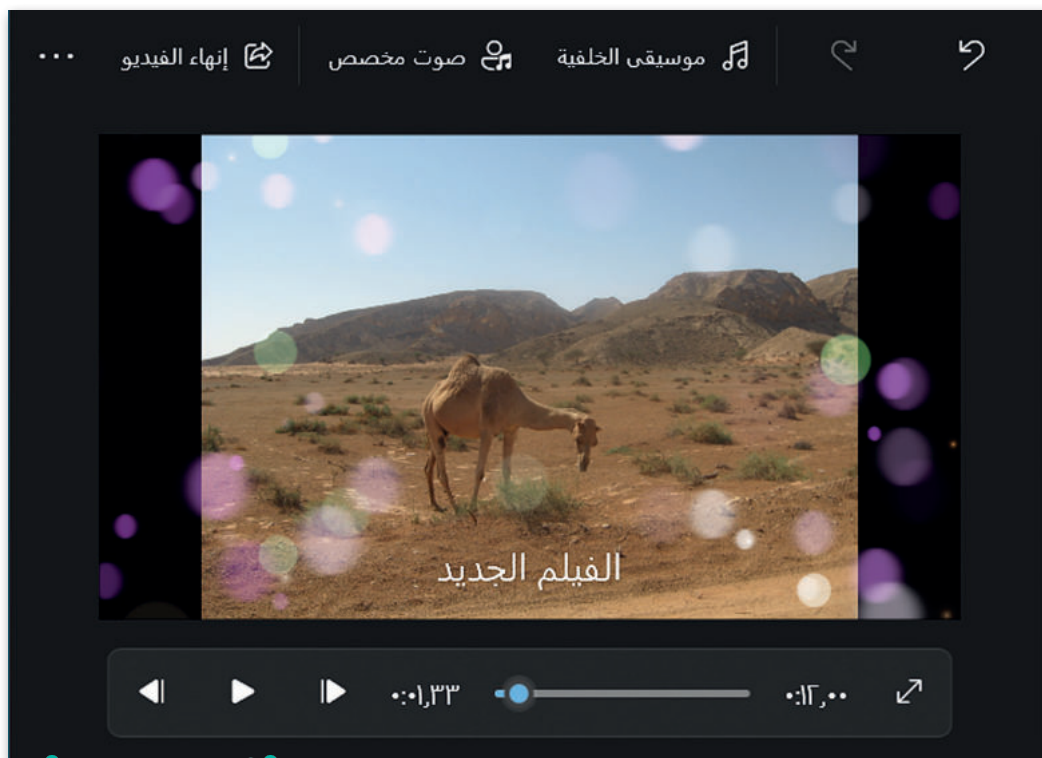 موسيقى الخلفية
صوت مخصص
إنهاء الفيديو
الفيلم الجديد
٠:٠١,٣٣
٠:١٢,٠٠